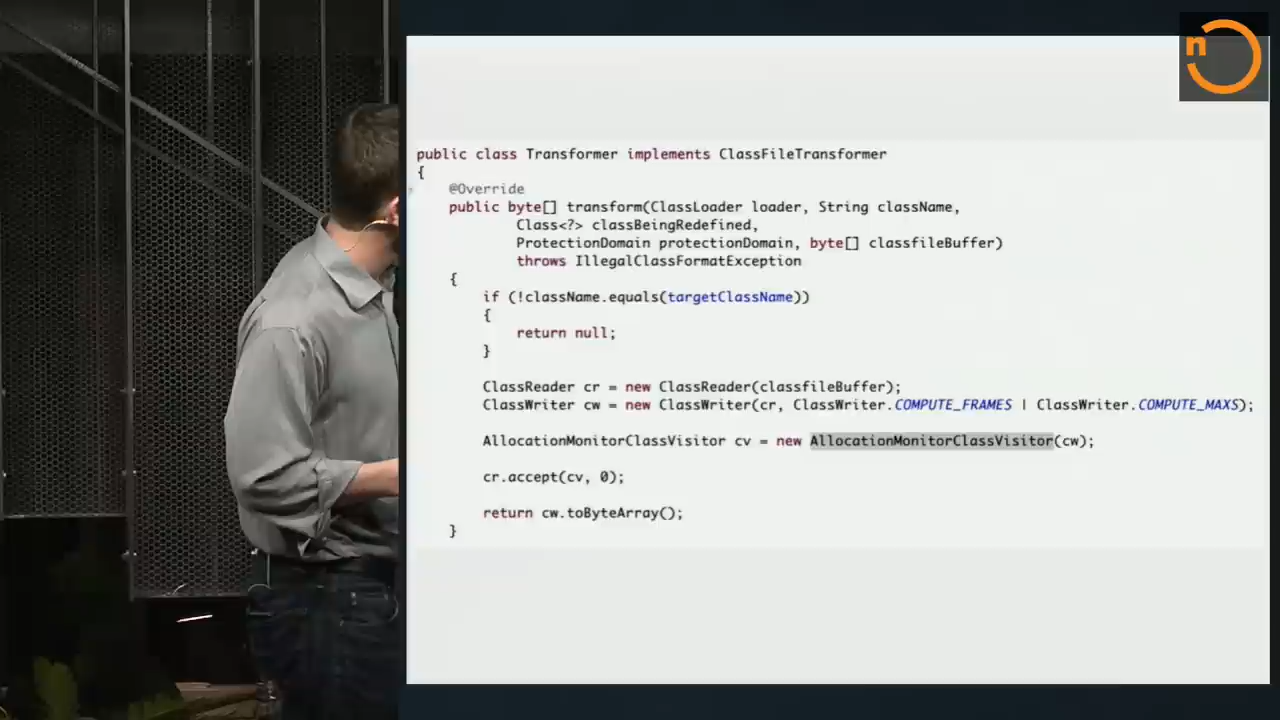 n
public class Transformer implements ClassFileTransformer
{
@Override
public byte[] transform(ClassLoader loader, String className,
Class<?> classBeingRedefined,
ProtectionDomain protectionDomain, byte[] classfileBuffer)
throws IllegalClassFormatException
{
if (!className.equals(targetClassName))
{
return null;
}
ClassReader cr = new ClassReader(classfileBuffer);
ClassWriter cw = new ClassWriter(cr, ClassWriter.COMPUTE_FRAMES | ClassWriter.COMPUTE_MAXS);
AllocationMonitorClassVisitor cv = new AllocationMonitorClassVisitor(cw);
cr.accept(cv, 0);
return cw.toByteArray();
}